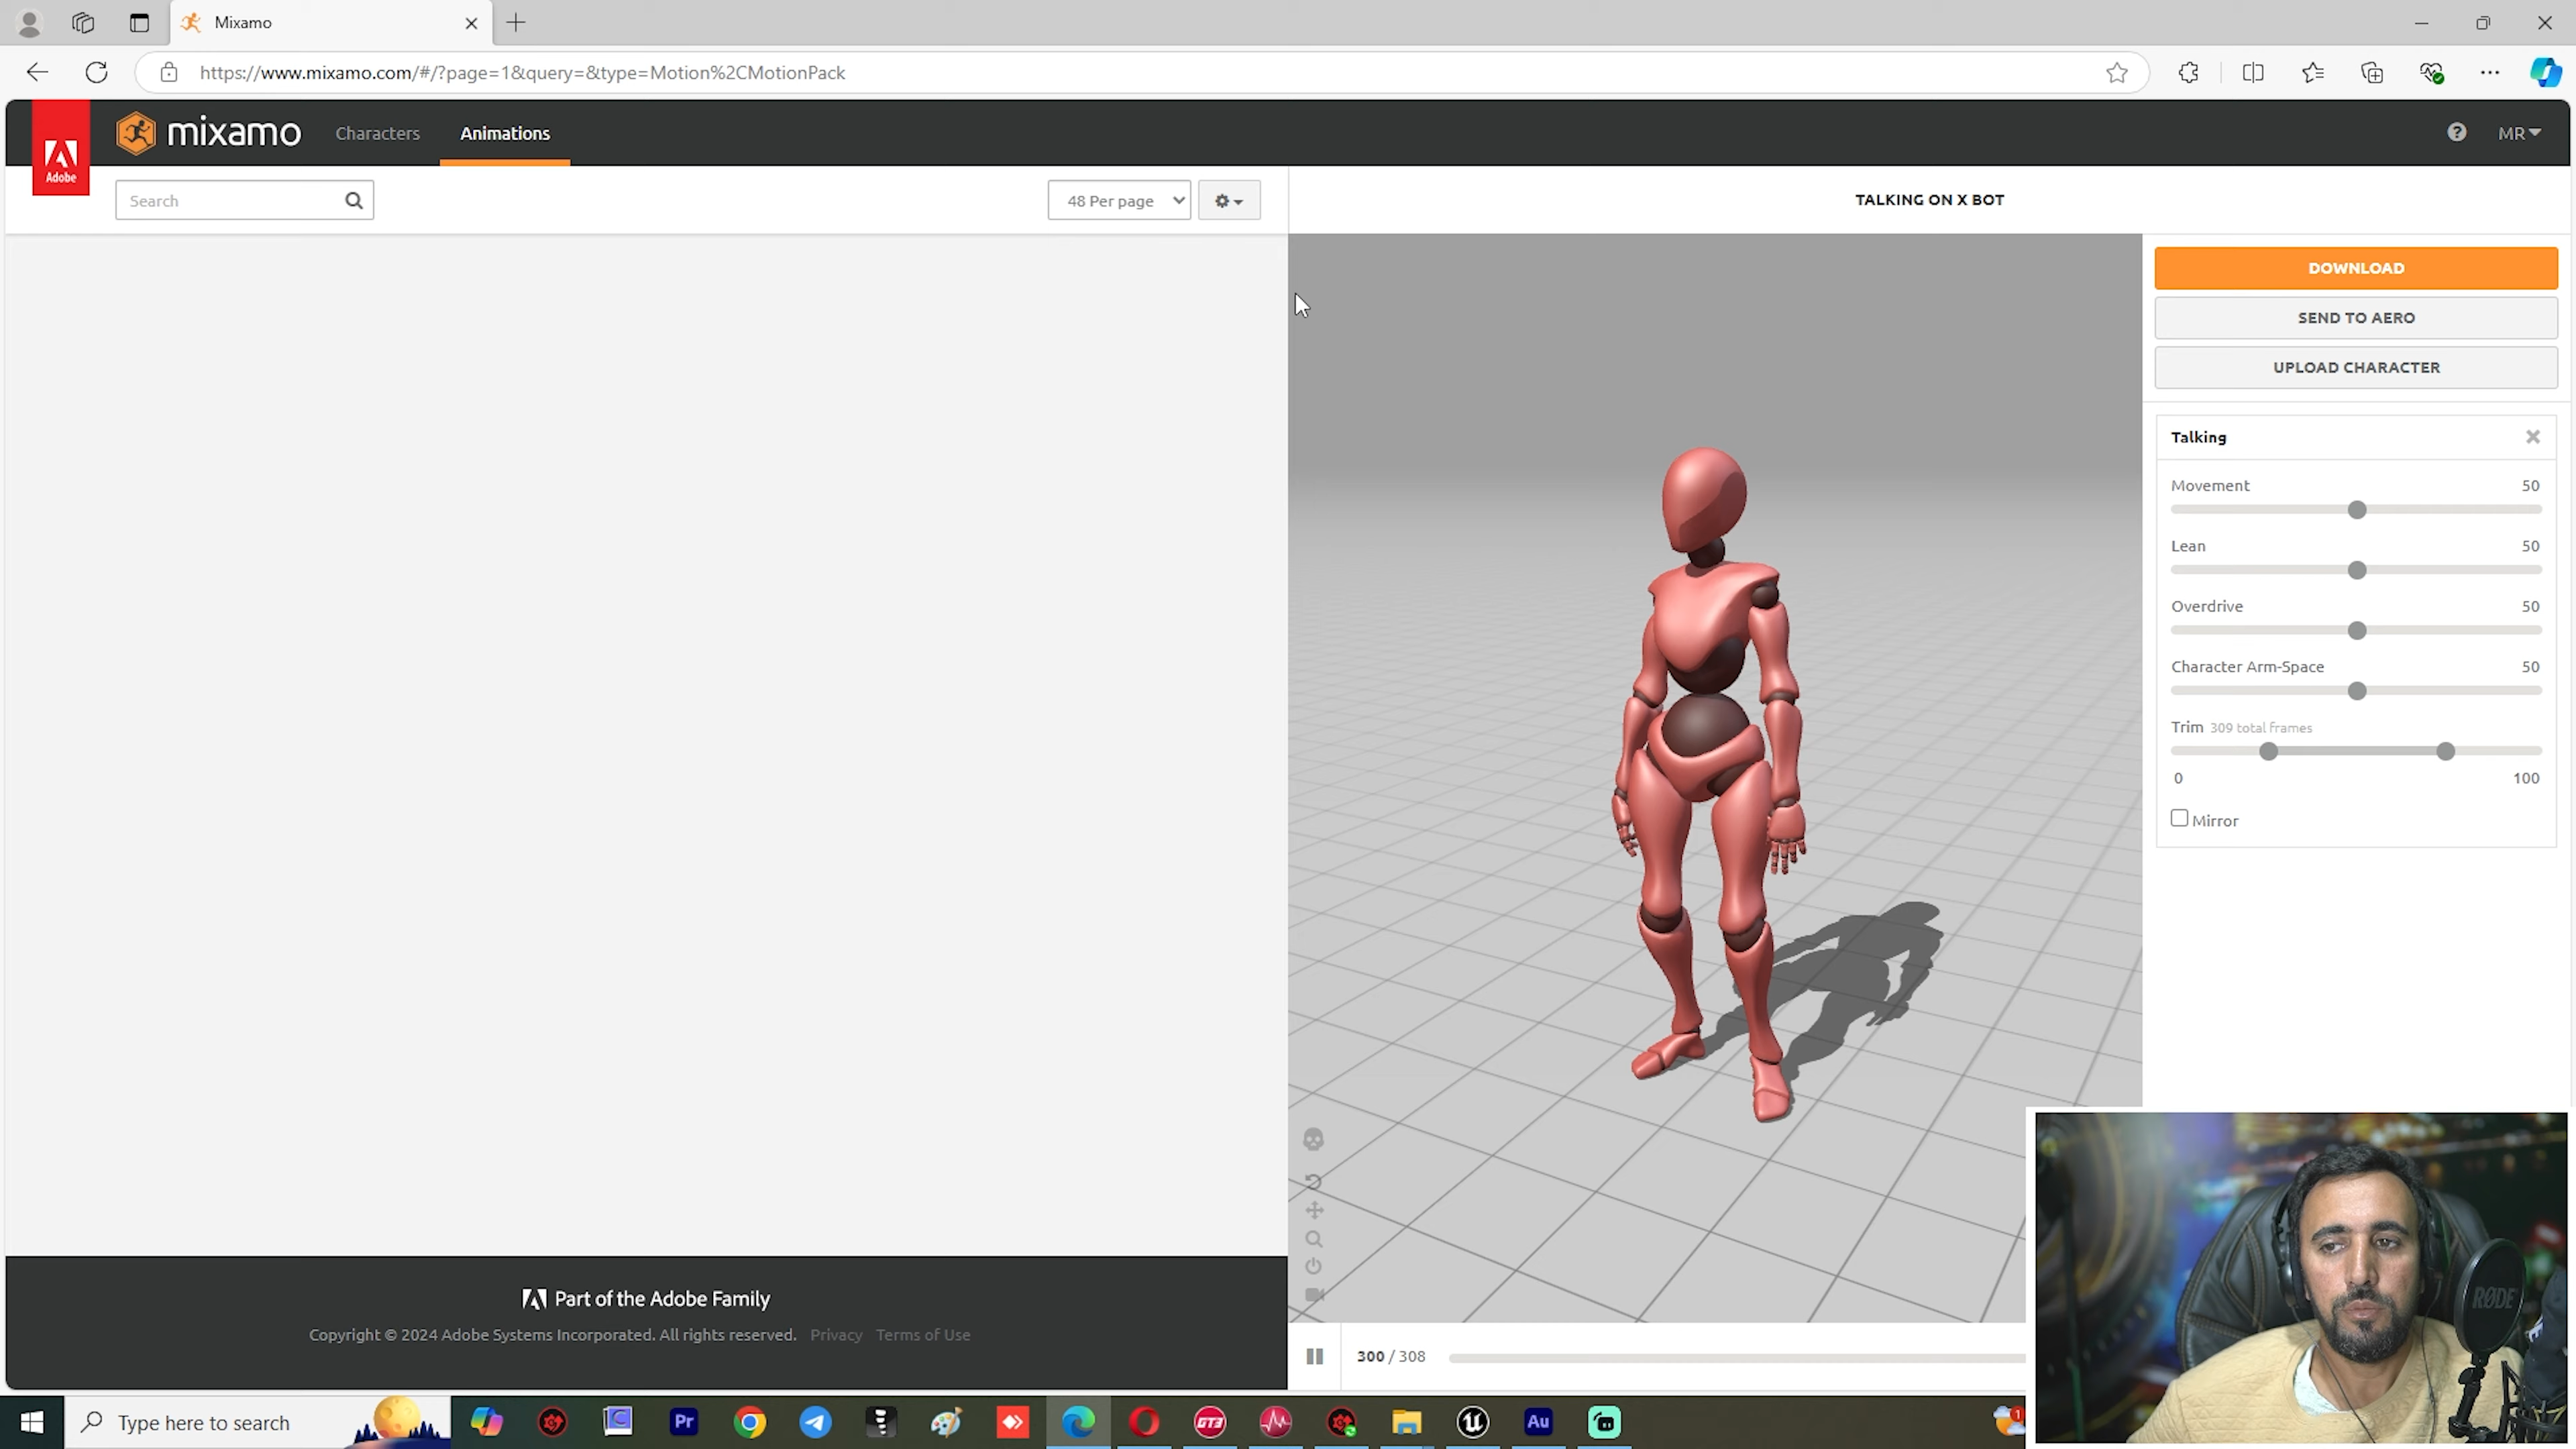 Mixamo
https://www.mixamo.com/#/?page=1&query=&type=Motion%2CMotionPack
Adobe
mixamo
Characters
Animations
MR
Search
48 Per page
TALKING ON X BOT
DOWNLOAD
SEND TO AERO
UPLOAD CHARACTER
Talking
Movement 50
Lean 50
Overdrive 50
Character Arm-Space 50
Trim 309 total frames
0 100
Mirror
300 / 308
Part of the Adobe Family
Copyright © 2024 Adobe Systems Incorporated. All rights reserved. Privacy Terms of Use
RØDE
Type here to search
Pr
GT3
Au
1